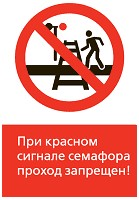 При красном
сигнале семафора
проход запрещен!